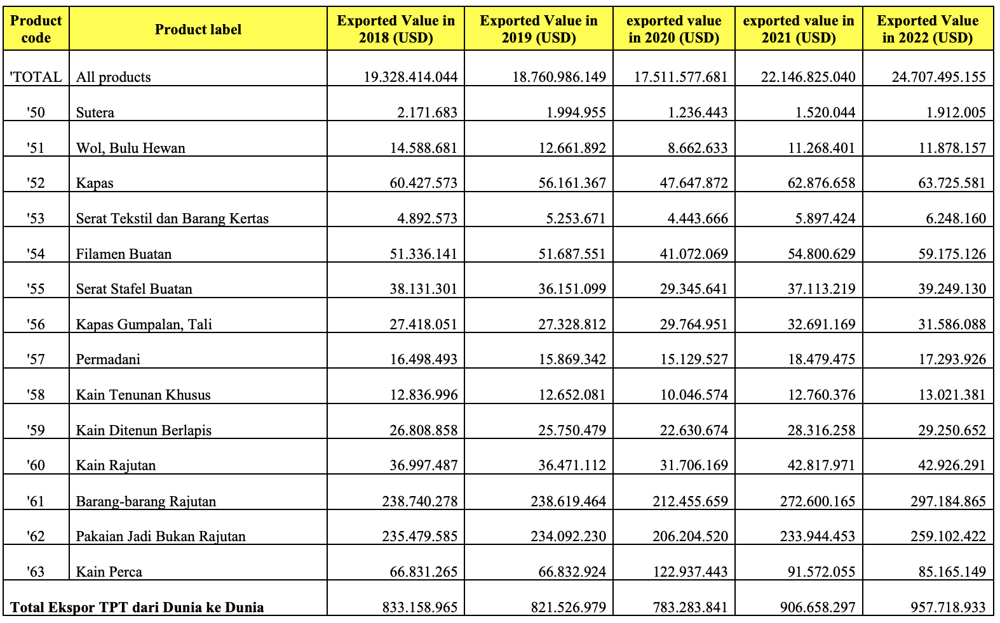 Product code Product label Exported Value in 2018 (USD) Exported Value in 2019 (USD) exported value in 2020 (USD) exported value in 2021 (USD) Exported Value in 2022 (USD)
'TOTAL All products 19.328.414.044 18.760.986.149 17.511.577.681 22.146.825.040 24.707.495.155
'50 Sutera 2.171.683 1.994.955 1.236.443 1.520.044 1.912.005
'51 Wol, Bulu Hewan 14.588.681 12.661.892 8.662.633 11.268.401 11.878.157
'52 Kapas 60.427.573 56.161.367 47.647.872 62.876.658 63.725.581
'53 Serat Tekstil dan Barang Kertas 4.892.573 5.253.671 4.443.666 5.897.424 6.248.160
'54 Filamen Buatan 51.336.141 51.687.551 41.072.069 54.800.629 59.175.126
'55 Serat Stafel Buatan 38.131.301 36.151.099 29.345.641 37.113.219 39.249.130
'56 Kapas Gumpalan, Tali 27.418.051 27.328.812 29.764.951 32.691.169 31.586.088
'57 Permadani 16.498.493 15.869.342 15.129.527 18.479.475 17.293.926
'58 Kain Tenunan Khusus 12.836.996 12.652.081 10.046.574 12.760.376 13.021.381
'59 Kain Ditenun Berlapis 26.808.858 25.750.479 22.630.674 28.316.258 29.250.652
'60 Kain Rajutan 36.997.487 36.471.112 31.706.169 42.817.971 42.926.291
'61 Barang-barang Rajutan 238.740.278 238.619.464 212.455.659 272.600.165 297.184.865
'62 Pakaian Jadi Bukan Rajutan 235.479.585 234.092.230 206.204.520 233.944.453 259.102.422
'63 Kain Perca 66.831.265 66.832.924 122.937.443 91.572.055 85.165.149
Total Ekspor TPT dari Dunia ke Dunia 833.158.965 821.526.979 783.283.841 906.658.297 957.718.933